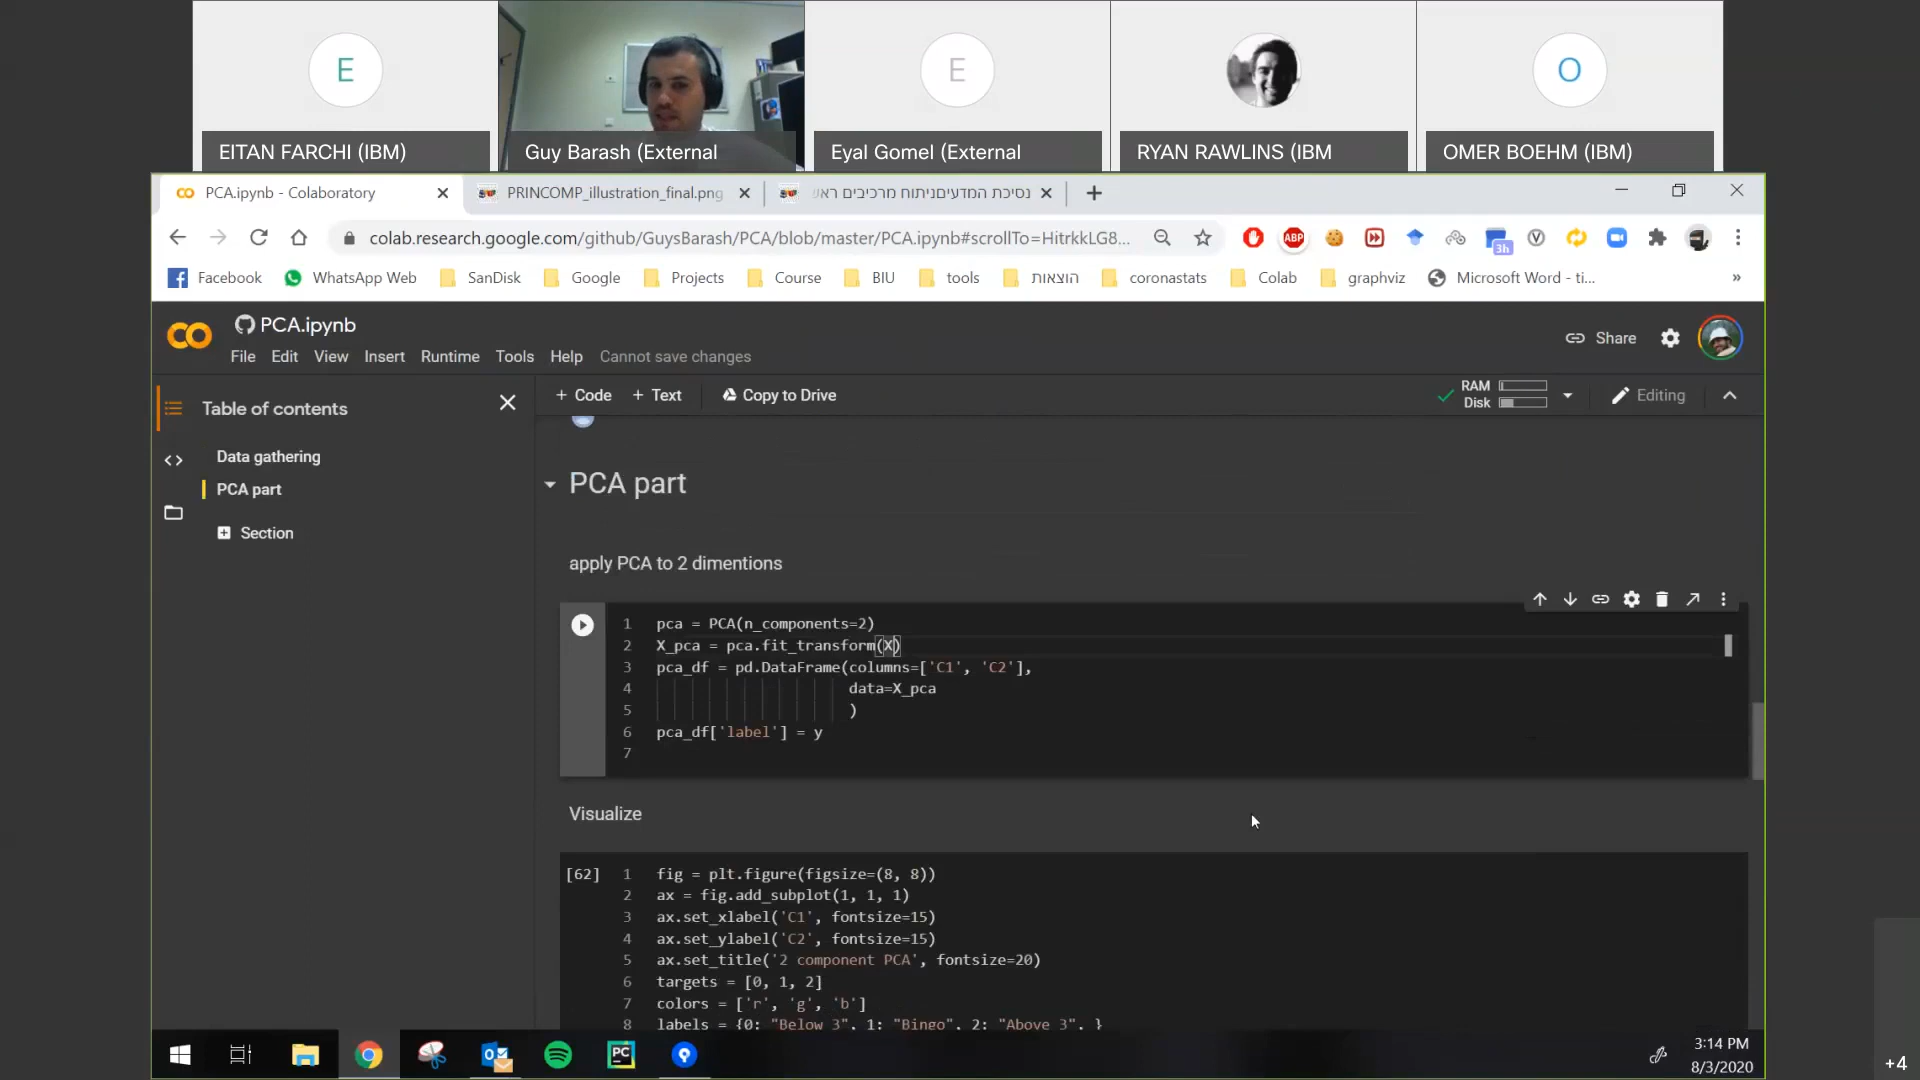 E
E
O
EITAN FARCHI (IBM)
Guy Barash (External
Eyal Gomel (External
RYAN RAWLINS (IBM
OMER BOEHM (IBM)
PCA.ipynb - Colaboratory
PRINCOMP_illustration_final.png
נסיכת המדעיםניתוח מרכיבים ראש
colab.research.google.com/github/GuysBarash/PCA/blob/master/PCA.ipynb#scrollTo=HitrkkLG8...
ABP
3h
Facebook
WhatsApp Web
SanDisk
Google
Projects
Course
BIU
tools
הוצאות
coronastats
Colab
graphviz
Microsoft Word - ti...
»
PCA.ipynb
Share
File Edit View Insert Runtime Tools Help Cannot save changes
Table of contents
+ Code + Text Copy to Drive
RAM
Disk
Editing
Data gathering
PCA part
Section
PCA part
apply PCA to 2 dimentions
1 pca = PCA(n_components=2)
2 X_pca = pca.fit_transform(X)
3 pca_df = pd.DataFrame(columns=['C1', 'C2'],
4 data=X_pca
5 )
6 pca_df['label'] = y
7
Visualize
[62] 1 fig = plt.figure(figsize=(8, 8))
2 ax = fig.add_subplot(1, 1, 1)
3 ax.set_xlabel('C1', fontsize=15)
4 ax.set_ylabel('C2', fontsize=15)
5 ax.set_title('2 component PCA', fontsize=20)
6 targets = [0, 1, 2]
7 colors = ['r', 'g', 'b']
8 labels = {0: "Below 3", 1: "Bingo", 2: "Above 3", }
PC
3:14 PM
8/3/2020
+4